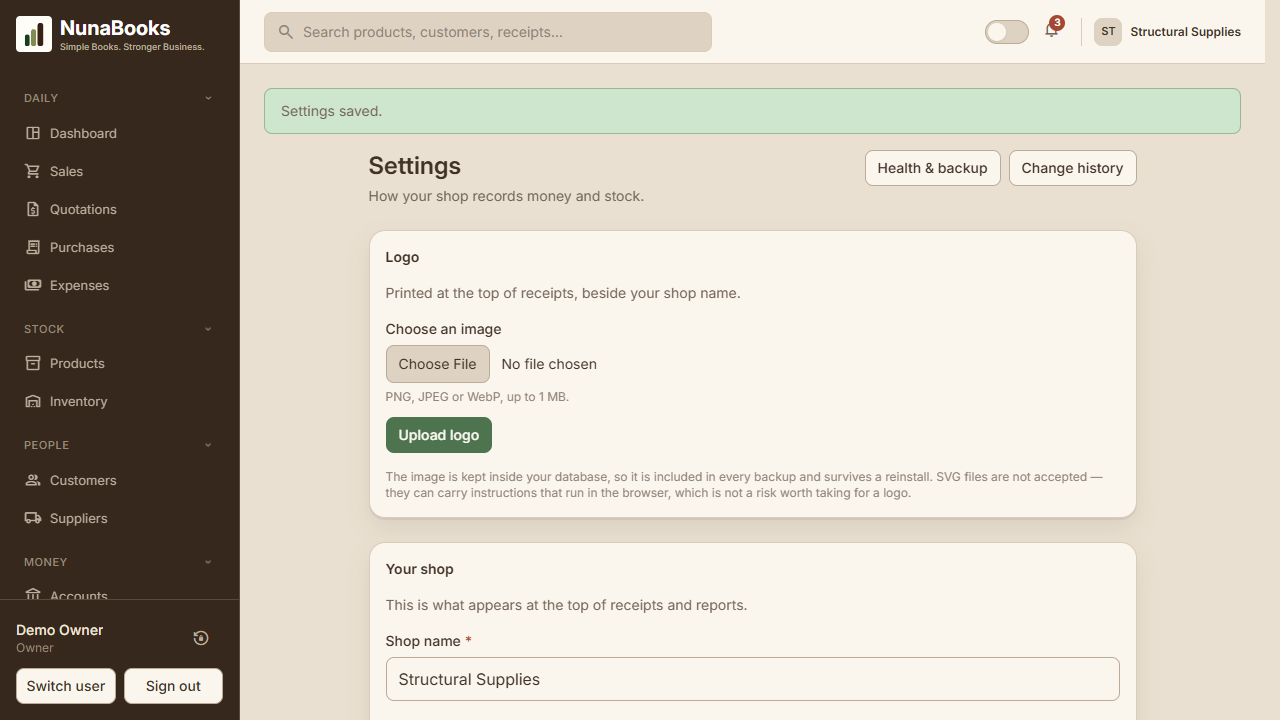 NunaBooks
Simple Books. Stronger Business.
DAILY
Dashboard
Sales
Quotations
Purchases
Expenses
STOCK
Products
Inventory
PEOPLE
Customers
Suppliers
MONEY
Accounts
Demo Owner
Owner
Switch user
Sign out
Search products, customers, receipts...
3
ST
Structural Supplies
Settings saved.
Settings
How your shop records money and stock.
Health & backup
Change history
Logo
Printed at the top of receipts, beside your shop name.
Choose an image
Choose File
No file chosen
PNG, JPEG or WebP, up to 1 MB.
Upload logo
The image is kept inside your database, so it is included in every backup and survives a reinstall. SVG files are not accepted —
they can carry instructions that run in the browser, which is not a risk worth taking for a logo.
Your shop
This is what appears at the top of receipts and reports.
Shop name *
Structural Supplies